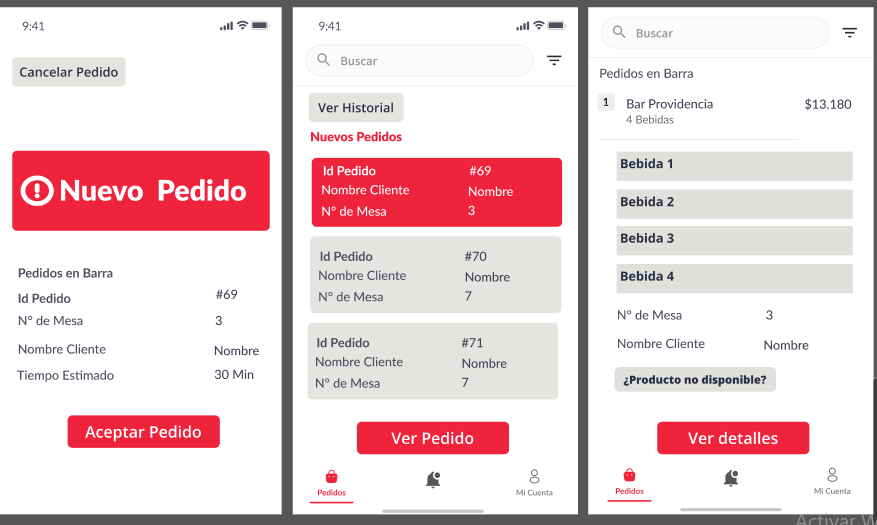 9:41
Cancelar Pedido
Nuevo Pedido
Pedidos en Barra
Id Pedido #69
N° de Mesa 3
Nombre Cliente Nombre
Tiempo Estimado 30 Min
Aceptar Pedido
9:41
Buscar
Ver Historial
Nuevos Pedidos
Id Pedido #69
Nombre Cliente Nombre
N° de Mesa 3
Id Pedido #70
Nombre Cliente Nombre
N° de Mesa 7
Id Pedido #71
Nombre Cliente Nombre
N° de Mesa 7
Ver Pedido
Pedidos Mi Cuenta
Buscar
Pedidos en Barra
1 Bar Providencia $13.180
4 Bebidas
Bebida 1
Bebida 2
Bebida 3
Bebida 4
N° de Mesa 3
Nombre Cliente Nombre
¿Producto no disponible?
Ver detalles
Pedidos Mi Cuenta
Activar